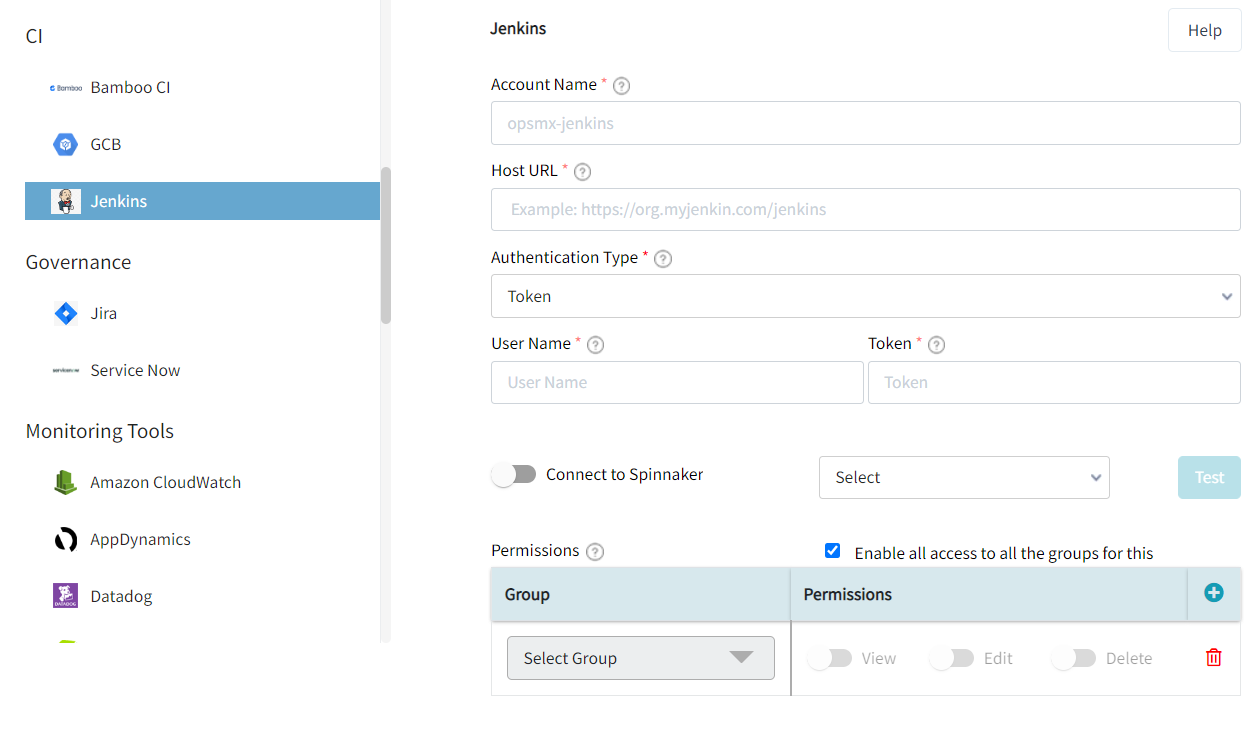 CI
Bamboo
Bamboo CI
GCB
Jenkins
Governance
Jira
Service Now
Monitoring Tools
Amazon CloudWatch
AppDynamics
DATADOG
Datadog
Jenkins
Help
Account Name * ?
opsmx-jenkins
Host URL * ?
Example: https://org.myjenkin.com/jenkins
Authentication Type * ?
Token
User Name * ?
Token * ?
User Name
Token
Connect to Spinnaker
Select
Test
Permissions ?
Enable all access to all the groups for this
Group
Permissions
Select Group
View
Edit
Delete